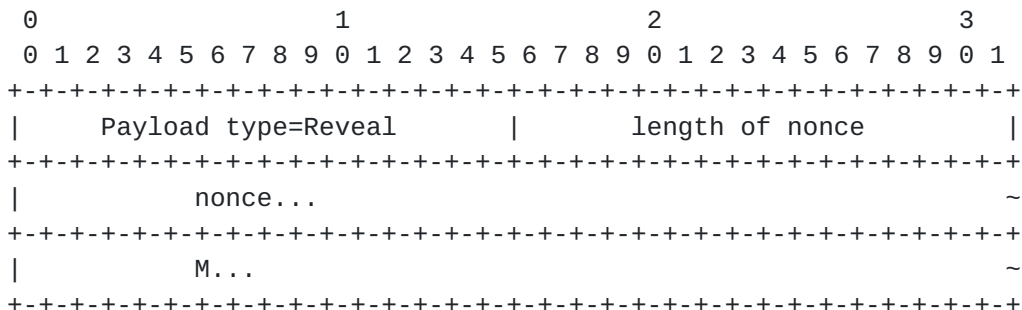 0                   1                   2                   3
 0 1 2 3 4 5 6 7 8 9 0 1 2 3 4 5 6 7 8 9 0 1 2 3 4 5 6 7 8 9 0 1
+-+-+-+-+-+-+-+-+-+-+-+-+-+-+-+-+-+-+-+-+-+-+-+-+-+-+-+-+-+-+-+-+
|     Payload type=Reveal       |       length of nonce         |
+-+-+-+-+-+-+-+-+-+-+-+-+-+-+-+-+-+-+-+-+-+-+-+-+-+-+-+-+-+-+-+-+
|           nonce...                                            ~
+-+-+-+-+-+-+-+-+-+-+-+-+-+-+-+-+-+-+-+-+-+-+-+-+-+-+-+-+-+-+-+-+
|           M...                                                ~
+-+-+-+-+-+-+-+-+-+-+-+-+-+-+-+-+-+-+-+-+-+-+-+-+-+-+-+-+-+-+-+-+